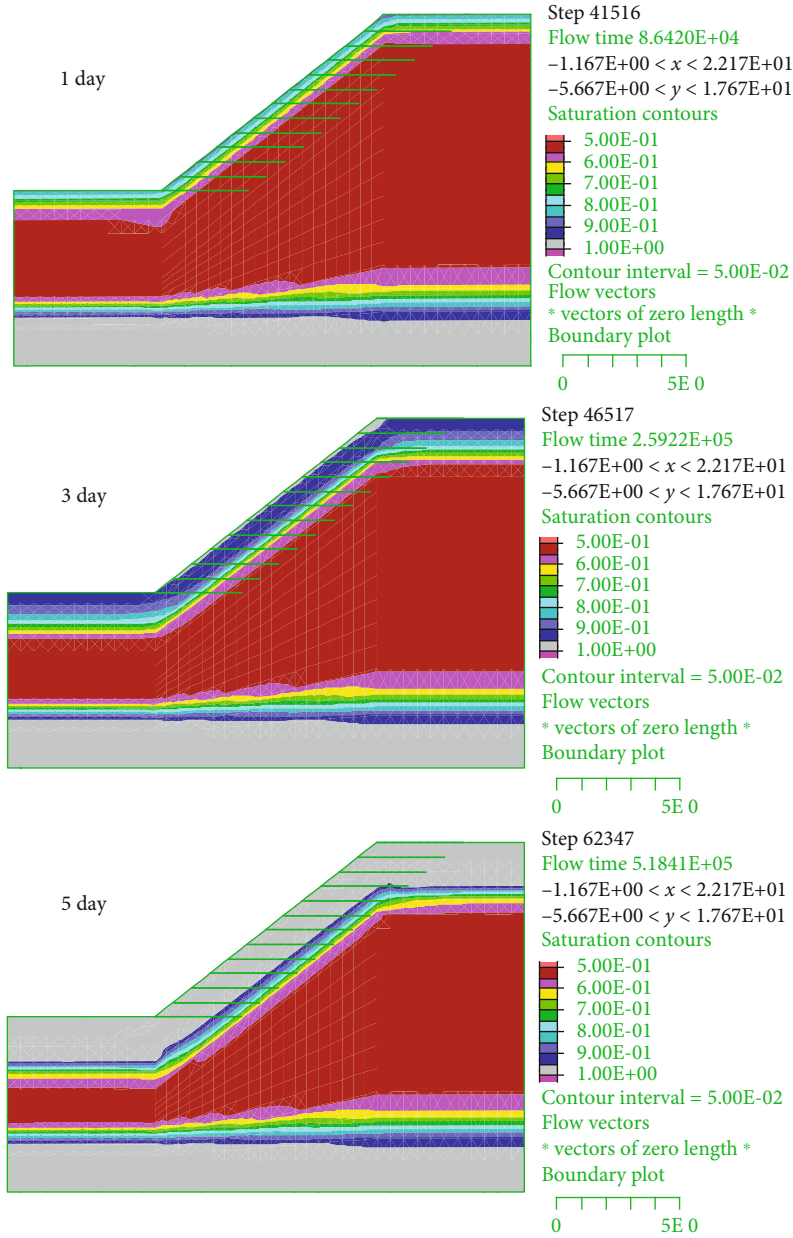 1 day
Step 41516
Flow time 8.6420E+04
–1.167E+00 < x < 2.217E+01
–5.667E+00 < y < 1.767E+01
Saturation contours
5.00E-01
6.00E-01
7.00E-01
8.00E-01
9.00E-01
1.00E+00
Contour interval = 5.00E-02
Flow vectors
* vectors of zero length *
Boundary plot
0 5E 0
3 day
Step 46517
Flow time 2.5922E+05
–1.167E+00 < x < 2.217E+01
–5.667E+00 < y < 1.767E+01
Saturation contours
5.00E-01
6.00E-01
7.00E-01
8.00E-01
9.00E-01
1.00E+00
Contour interval = 5.00E-02
Flow vectors
* vectors of zero length *
Boundary plot
0 5E 0
5 day
Step 62347
Flow time 5.1841E+05
–1.167E+00 < x < 2.217E+01
–5.667E+00 < y < 1.767E+01
Saturation contours
5.00E-01
6.00E-01
7.00E-01
8.00E-01
9.00E-01
1.00E+00
Contour interval = 5.00E-02
Flow vectors
* vectors of zero length *
Boundary plot
0 5E 0